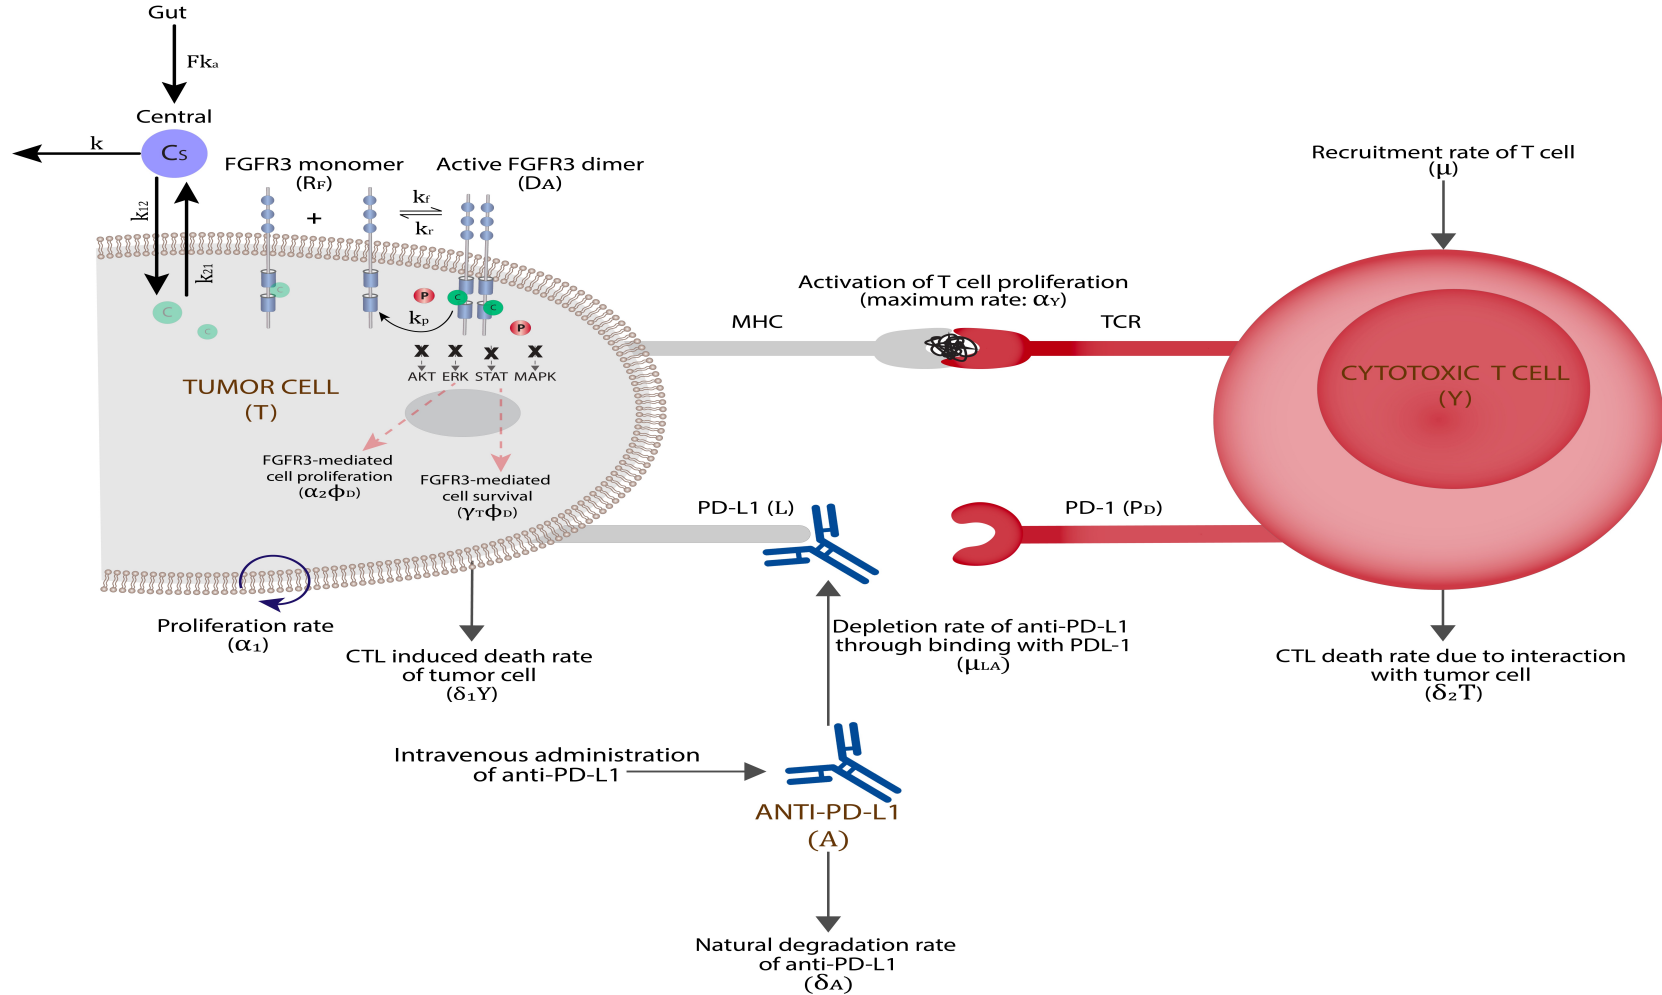 Gut
Fkₐ
Central
Cs
k
k₁₂
k₂₁
FGFR3 monomer
(RF)
+
kf
kr
Active FGFR3 dimer
(DA)
C
C
C
C
C
P
P
kp
X X X X
AKT ERK STAT MAPK
TUMOR CELL
(T)
FGFR3-mediated
cell proliferation
(α₂ϕD)
FGFR3-mediated
cell survival
(γTϕD)
Proliferation rate
(α₁)
CTL induced death rate
of tumor cell
(δ₁Y)
MHC
Activation of T cell proliferation
(maximum rate: αY)
TCR
PD-L1 (L)
PD-1 (PD)
Recruitment rate of T cell
(μ)
CYTOTOXIC T CELL
(Y)
Depletion rate of anti-PD-L1
through binding with PDL-1
(μLA)
CTL death rate due to interaction
with tumor cell
(δ₂T)
Intravenous administration
of anti-PD-L1
ANTI-PD-L1
(A)
Natural degradation rate
of anti-PD-L1
(δA)